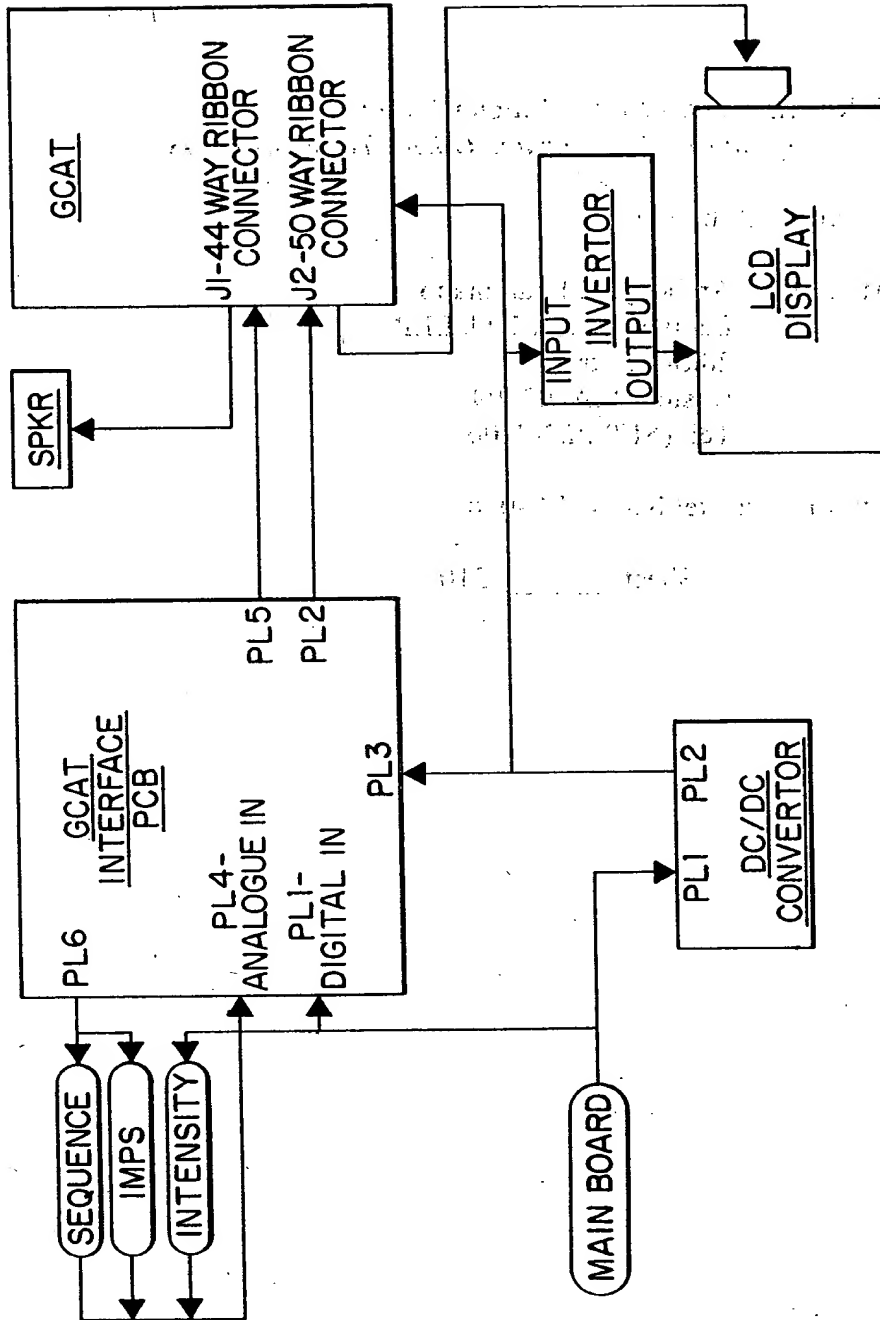 SEQUENCE
IMPS
INTENSITY
MAIN BOARD
PL6
GCAT
INTERFACE
PCB
PL4-
ANALOGUE IN
PL1-
DIGITAL IN
PL5
PL2
PL3
PL1 PL2
DC/DC
CONVERTOR
SPKR
GCAT
J1-44 WAY RIBBON
CONNECTOR
J2-50 WAY RIBBON
CONNECTOR
INPUT
INVERTOR
OUTPUT
LCD
DISPLAY